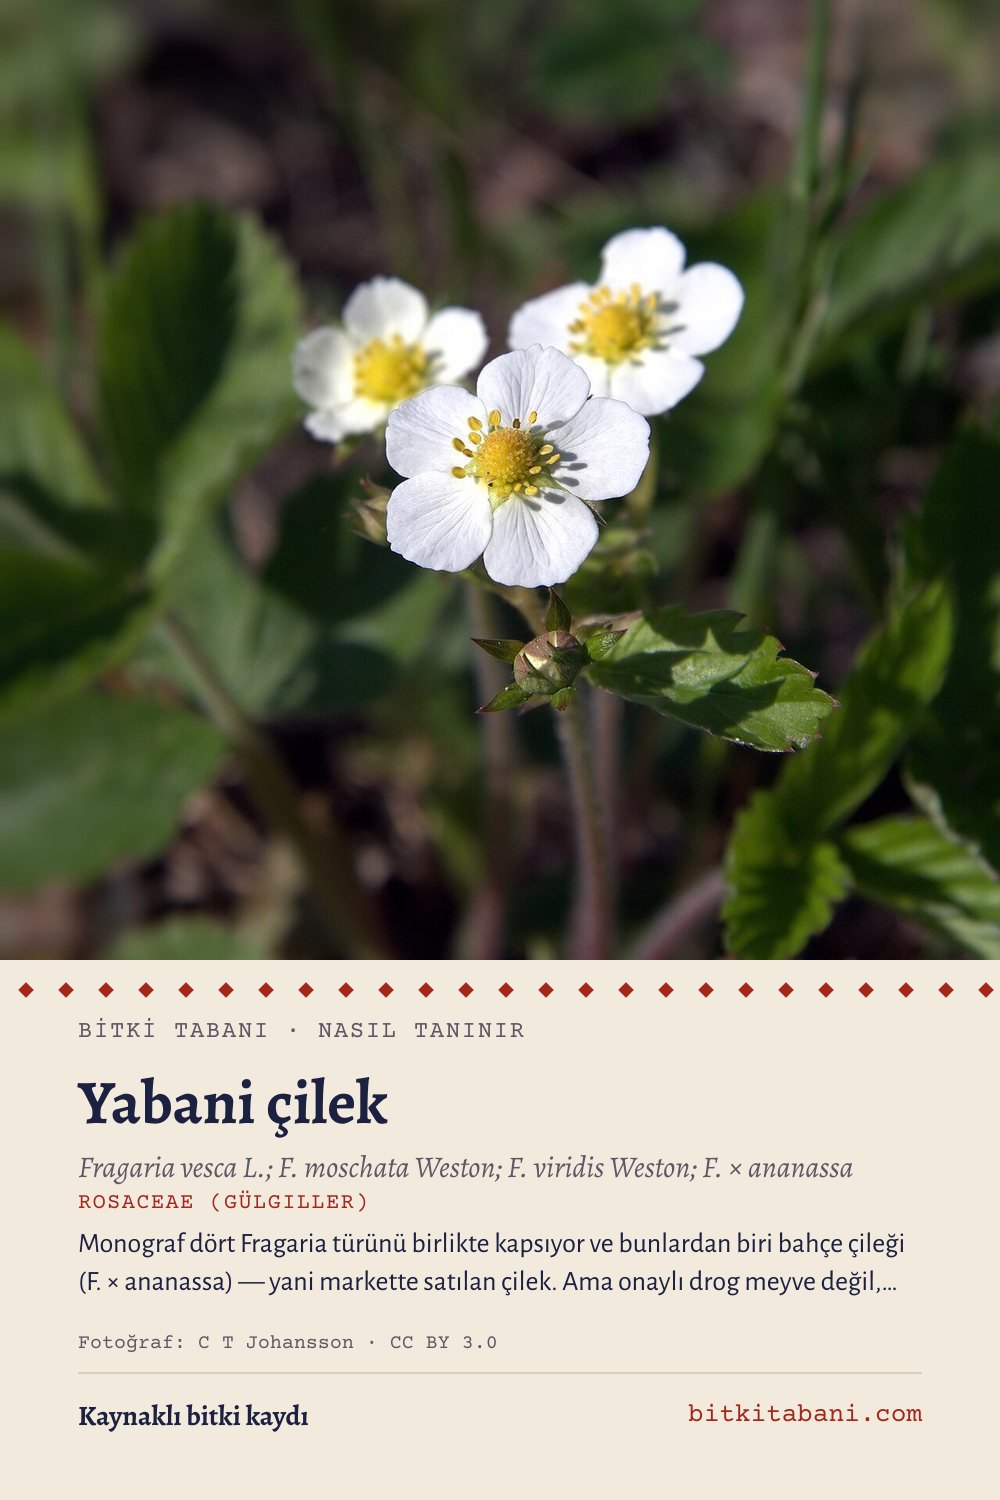 BİTKİ TABANI · NASIL TANINIR
Yabani çilek
Fragaria vesca L.; F. moschata Weston; F. viridis Weston; F. × ananassa
ROSACEAE (GÜLGILLER)
Monograf dört Fragaria türünü birlikte kapsıyor ve bunlardan biri bahçe çileği
(F. × ananassa) — yani markette satılan çilek. Ama onaylı drog meyve değil,…
Fotoğraf: C T Johansson · CC BY 3.0
Kaynaklı bitki kaydı
bitkitabani.com